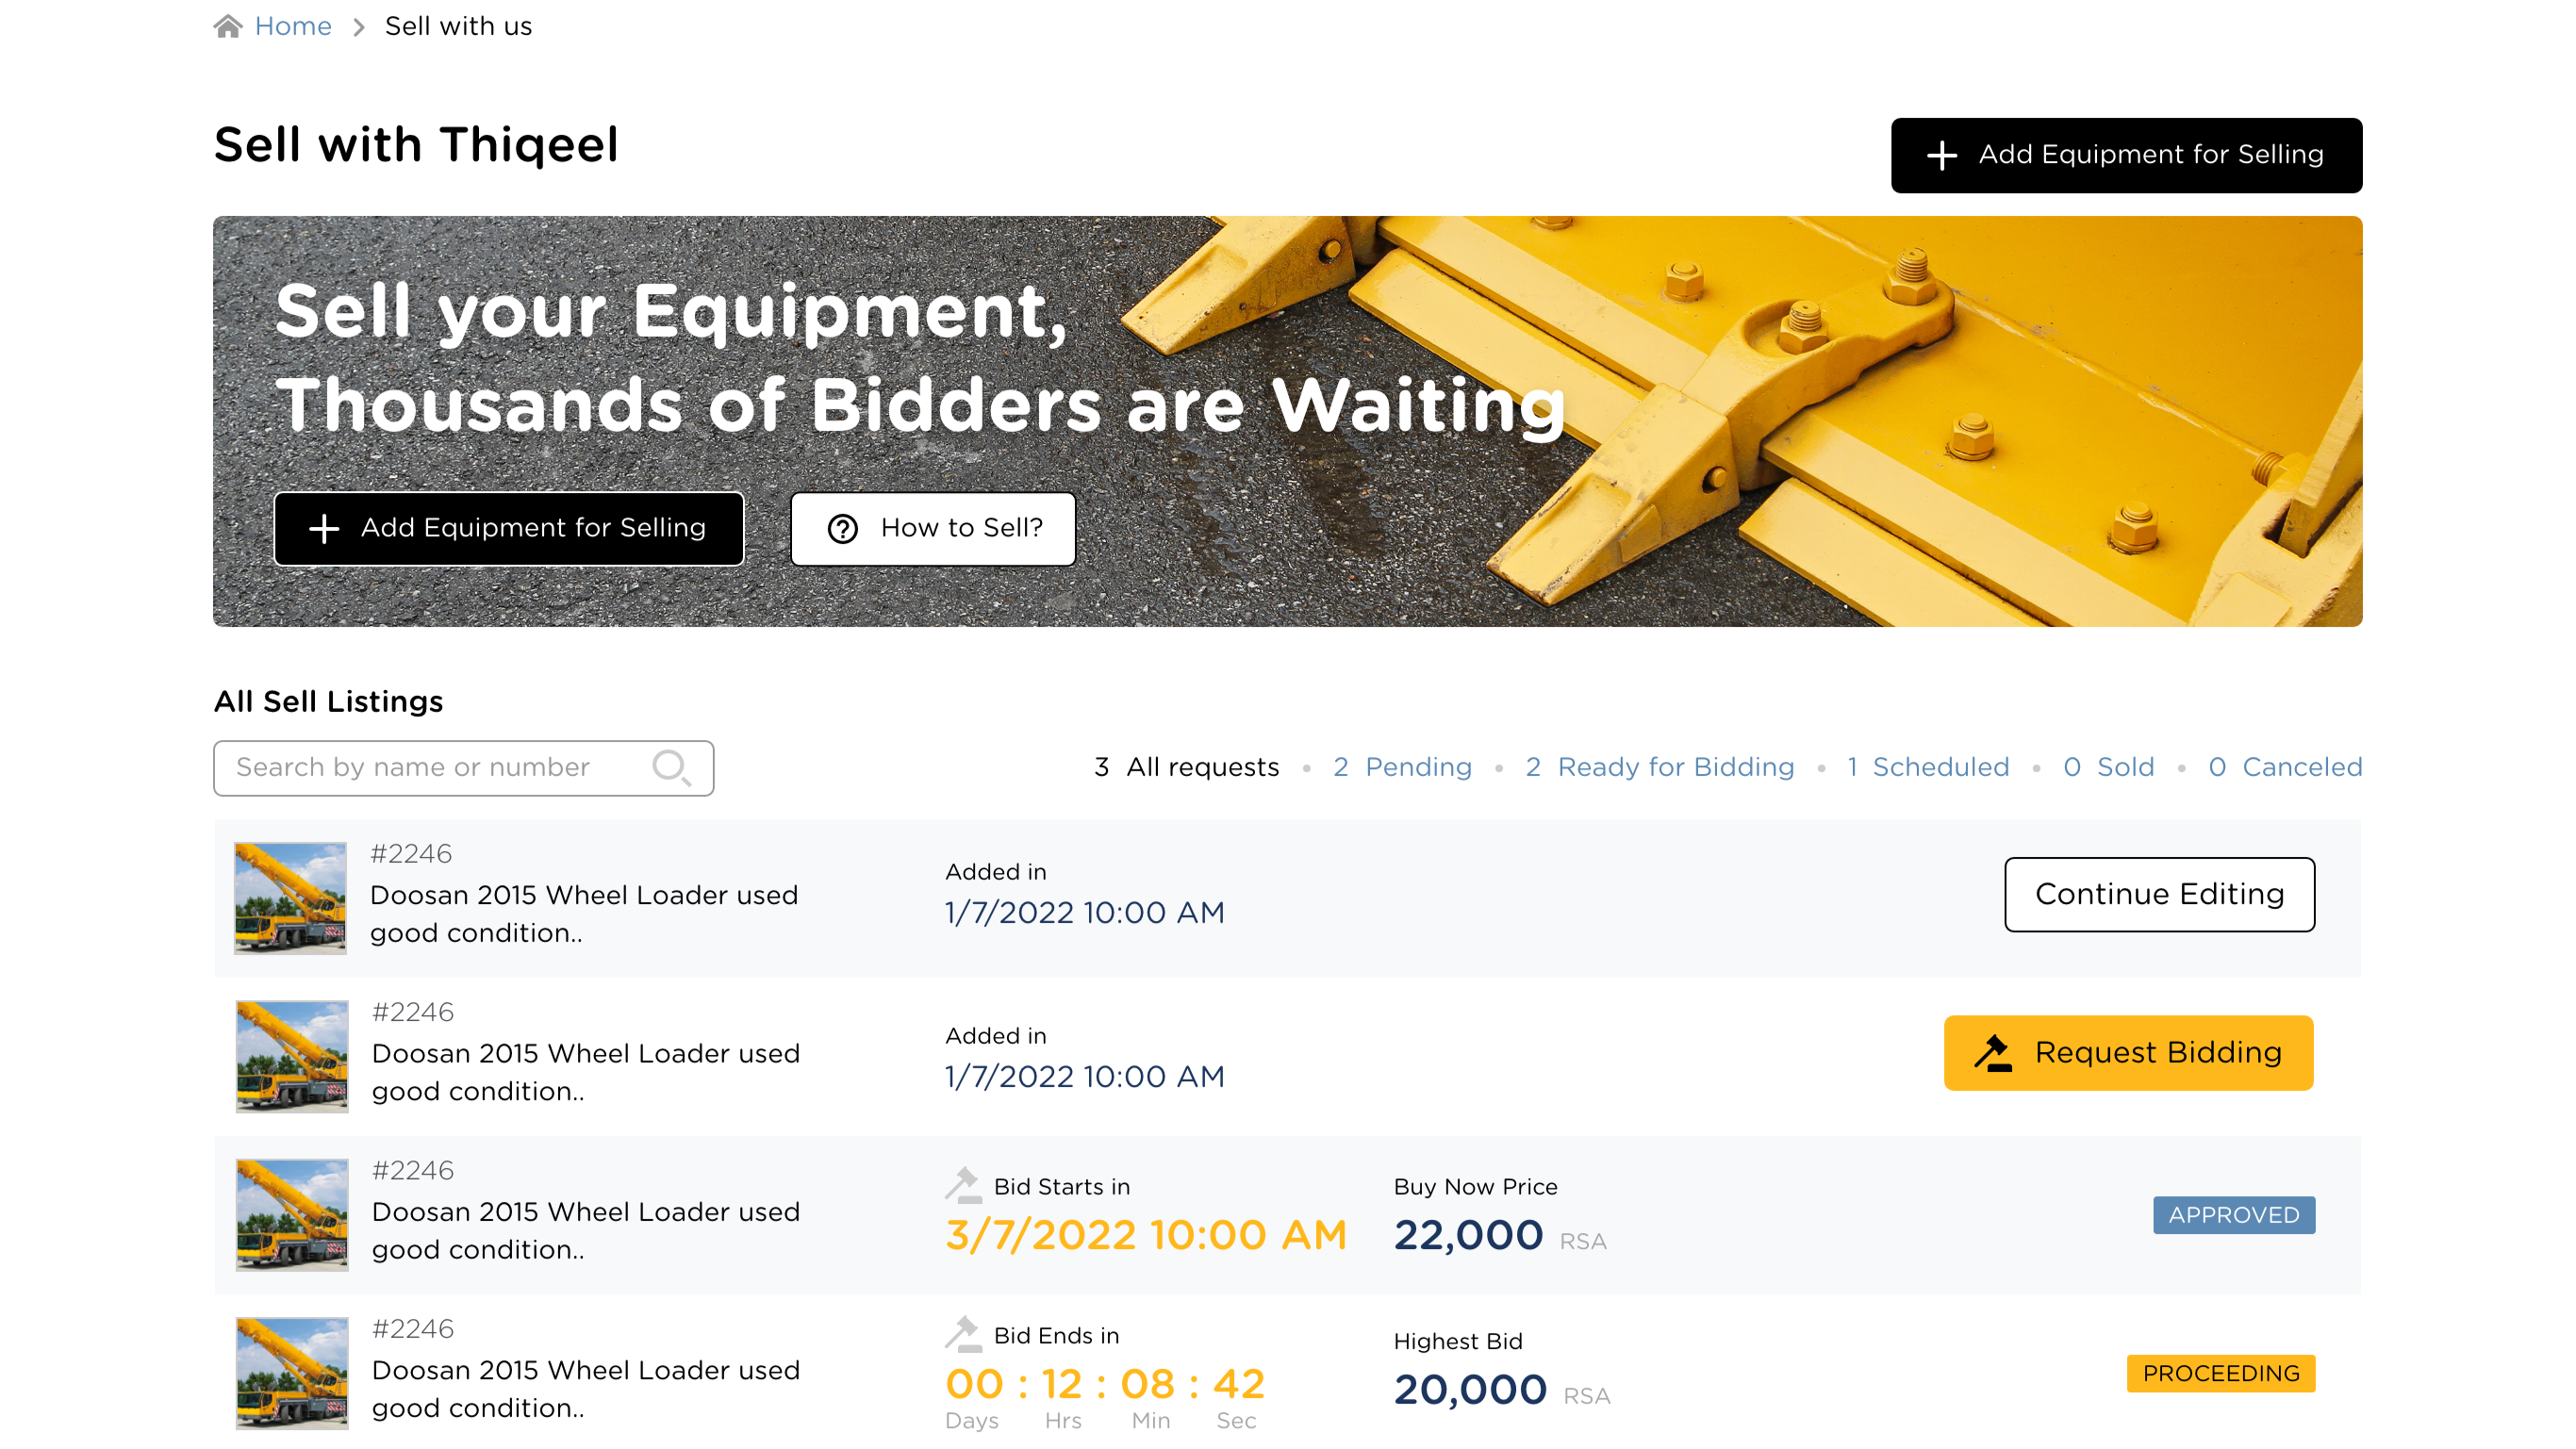 Home > Sell with us
Sell with Thiqeel
Add Equipment for Selling
Sell your Equipment,
Thousands of Bidders are Waiting
Add Equipment for Selling
How to Sell?
All Sell Listings
Search by name or number
3 All requests • 2 Pending • 2 Ready for Bidding • 1 Scheduled • 0 Sold • 0 Canceled
#2246
Doosan 2015 Wheel Loader used
good condition..
Added in
1/7/2022 10:00 AM
Continue Editing
#2246
Doosan 2015 Wheel Loader used
good condition..
Added in
1/7/2022 10:00 AM
Request Bidding
#2246
Doosan 2015 Wheel Loader used
good condition..
Bid Starts in
3/7/2022 10:00 AM
Buy Now Price
22,000 RSA
APPROVED
#2246
Doosan 2015 Wheel Loader used
good condition..
Bid Ends in
00 : 12 : 08 : 42
Days Hrs Min Sec
Highest Bid
20,000 RSA
PROCEEDING